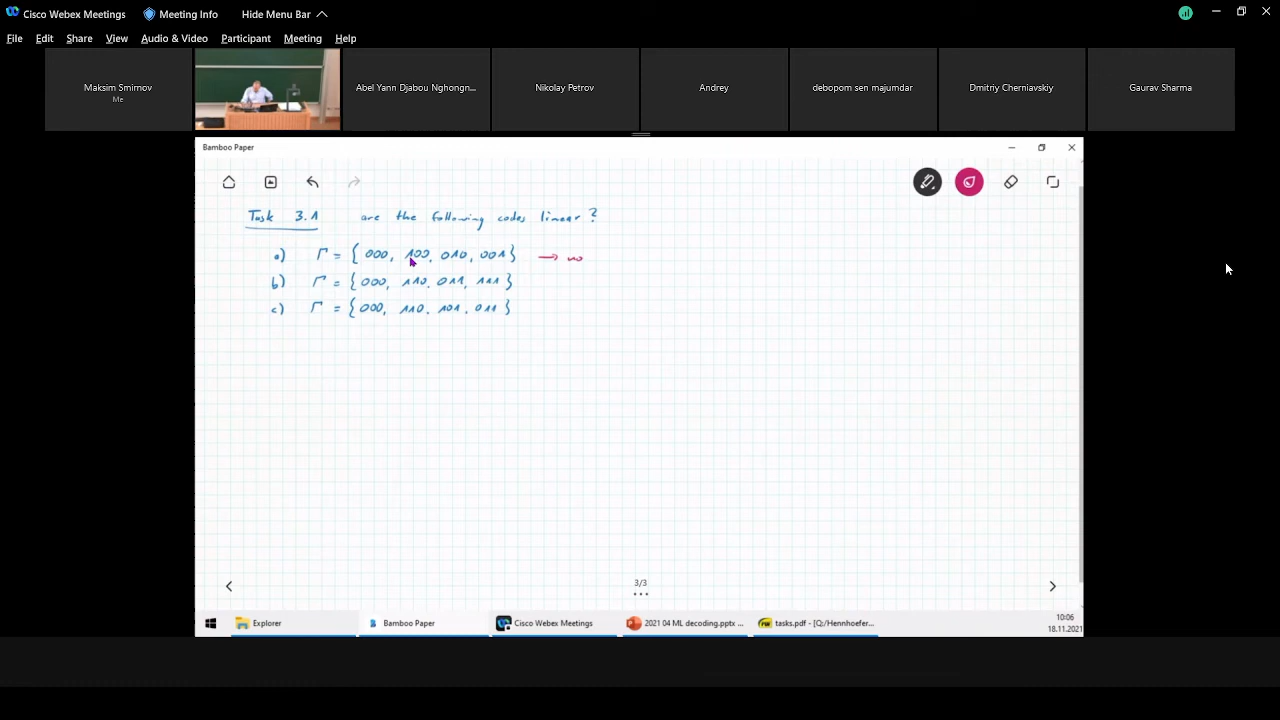 Cisco Webex Meetings Meeting Info Hide Menu Bar
File Edit Share View Audio & Video Participant Meeting Help
Maksim Smirnov
Me
Abel Yann Djabou Nghongn...
Nikolay Petrov
Andrey
debopom sen majumdar
Dmitriy Cherniavskiy
Gaurav Sharma
Bamboo Paper
Task 3.1 are the following codes linear?
a) Γ = { 000, 100, 010, 001 } → no
b) Γ = { 000, 110, 011, 111 }
c) Γ = { 000, 110, 101, 011 }
3/3
Explorer Bamboo Paper Cisco Webex Meetings 2021 04 ML decoding.pptx ... tasks.pdf - [Q:/Hennhoefer... 10:06
18.11.2021